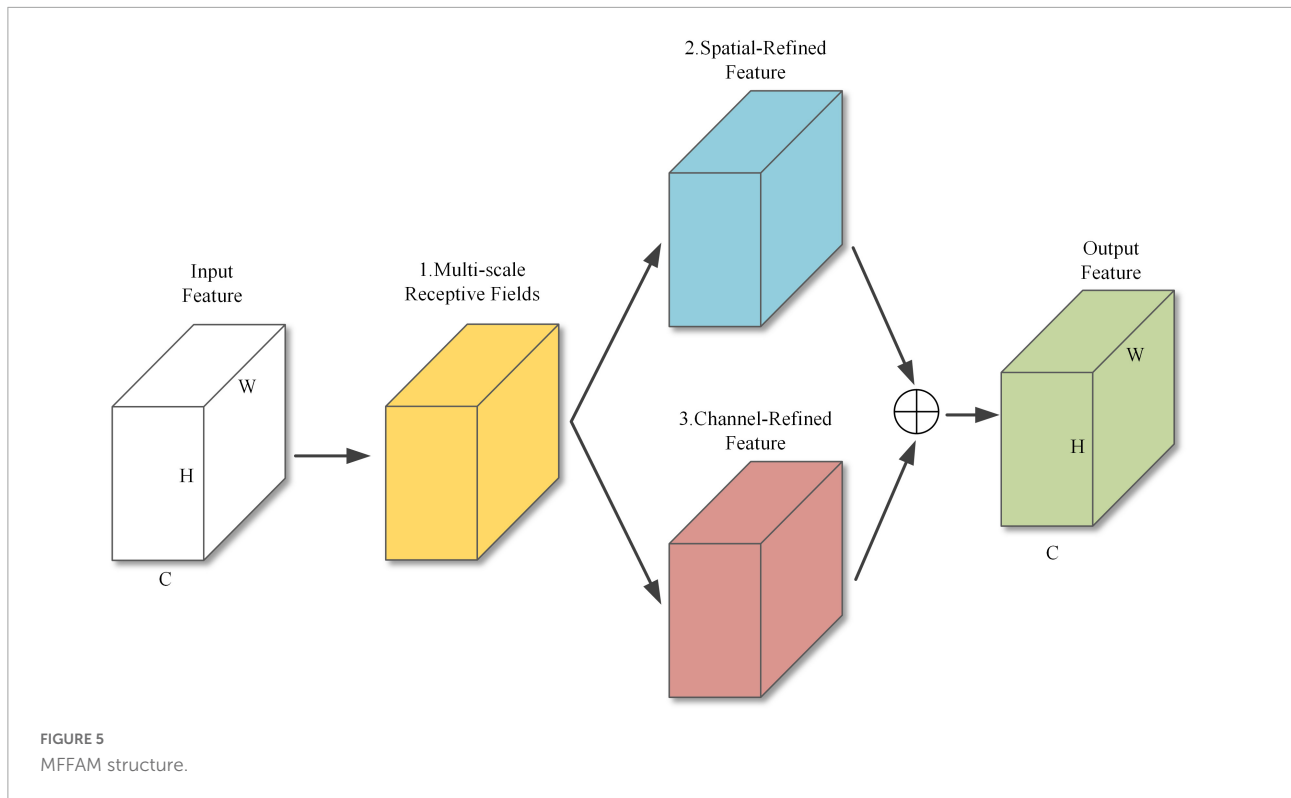 2.Spatial-Refined
Feature
Input
Feature
1.Multi-scale
Receptive Fields
Output
Feature
W
H
C
3.Channel-Refined
Feature
W
H
C
FIGURE 5
MFFAM structure.